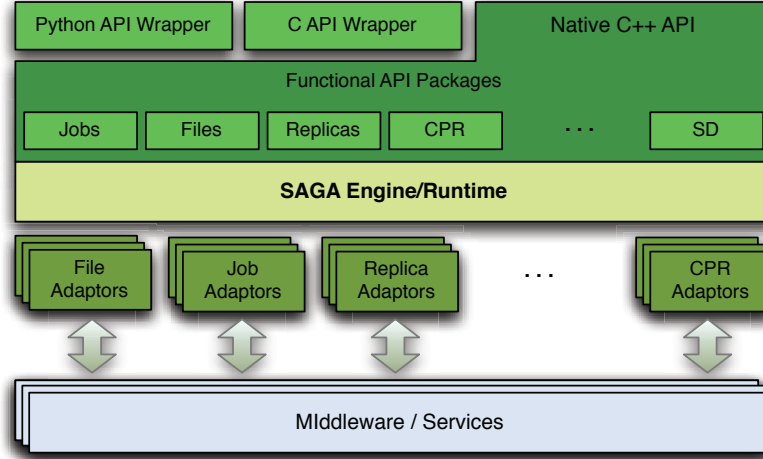 Python API Wrapper
C API Wrapper
Native C++ API
Functional API Packages
Jobs
Files
Replicas
CPR
. . .
SD
SAGA Engine/Runtime
File
Adaptors
Job
Adaptors
Replica
Adaptors
. . .
CPR
Adaptors
MIddleware / Services